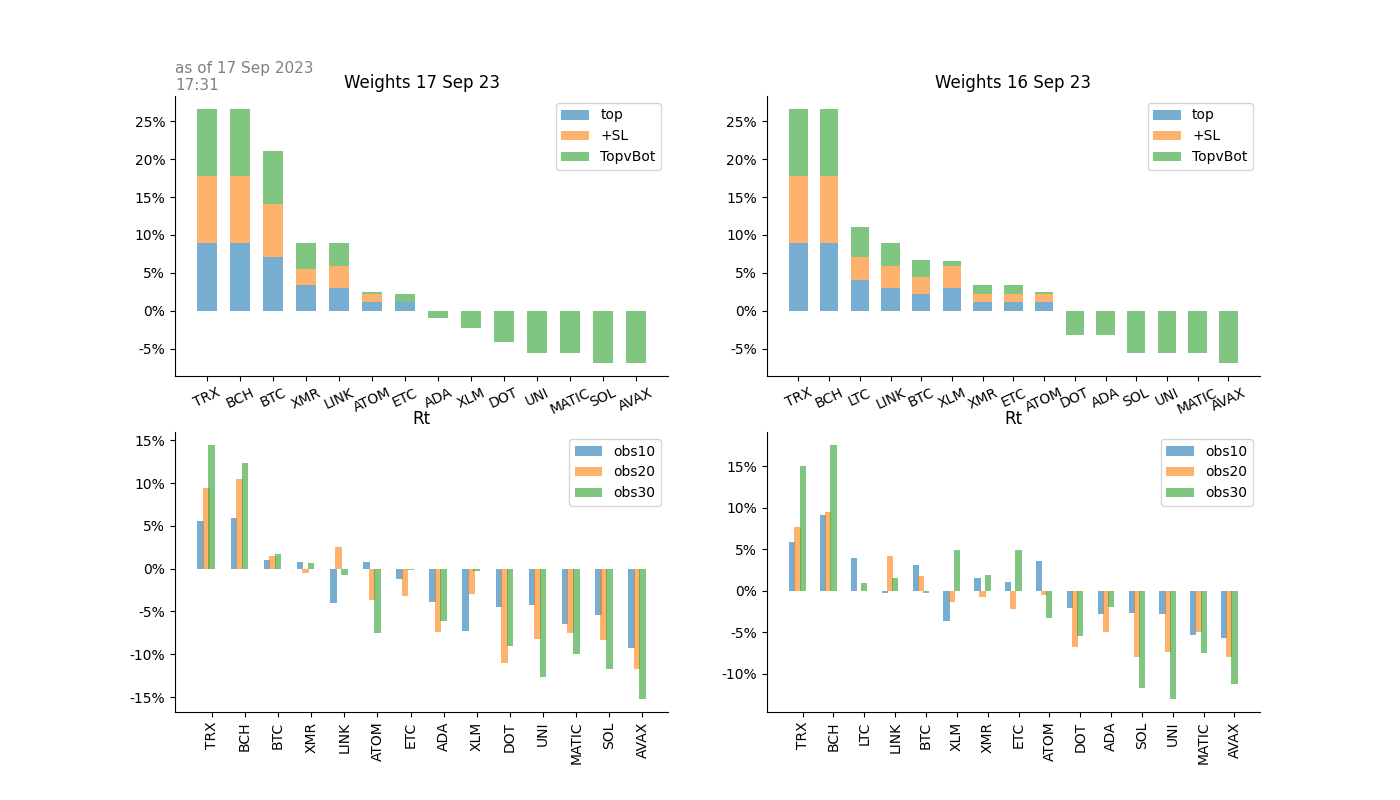 as of 17 Sep 2023
17:31
Weights 17 Sep 23
25%
20%
15%
10%
5%
0%
-5%
top
+SL
TopvBot
TRX BCH BTC XMR LINK ATOM ETC ADA XLM DOT UNI MATIC SOL AVAX
Weights 16 Sep 23
25%
20%
15%
10%
5%
0%
-5%
top
+SL
TopvBot
TRX BCH LTC LINK BTC XLM XMR ETC ATOM DOT ADA SOL UNI MATIC AVAX
Rt
15%
10%
5%
0%
-5%
-10%
-15%
obs10
obs20
obs30
TRX BCH BTC XMR LINK ATOM ETC ADA XLM DOT UNI MATIC SOL AVAX
Rt
15%
10%
5%
0%
-5%
-10%
obs10
obs20
obs30
TRX BCH LTC LINK BTC XLM XMR ETC ATOM DOT ADA SOL UNI MATIC AVAX